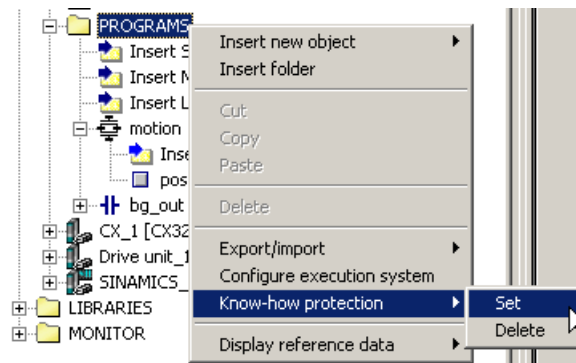 PROGRAMS
Insert S
Insert M
Insert L
motion
Inse
pos
bg_out
CX_1 [CX32
Drive unit_1
SINAMICS_
LIBRARIES
MONITOR
Insert new object
Insert folder
Cut
Copy
Paste
Delete
Export/import
Configure execution system
Know-how protection
Display reference data
Set
Delete